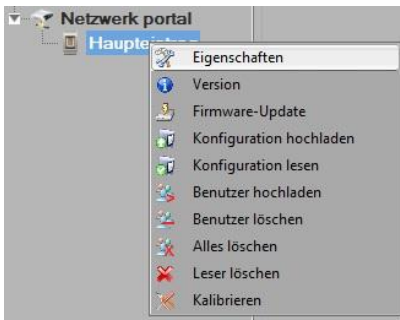 Netzwerk portal
Eigenschaften
Version
Firmware-Update
Konfiguration hochladen
Konfiguration lesen
Benutzer hochladen
Benutzer löschen
Alles löschen
Leser löschen
Kalibrieren